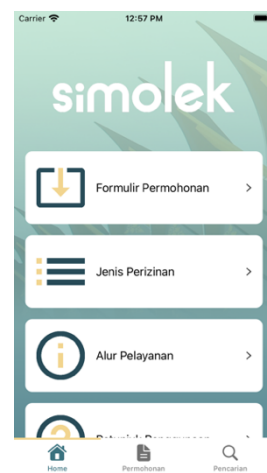 Carrier 12:57 PM
simolek
Formulir Permohonan
Jenis Perizinan
Alur Pelayanan
Home Permohonan Pencarian